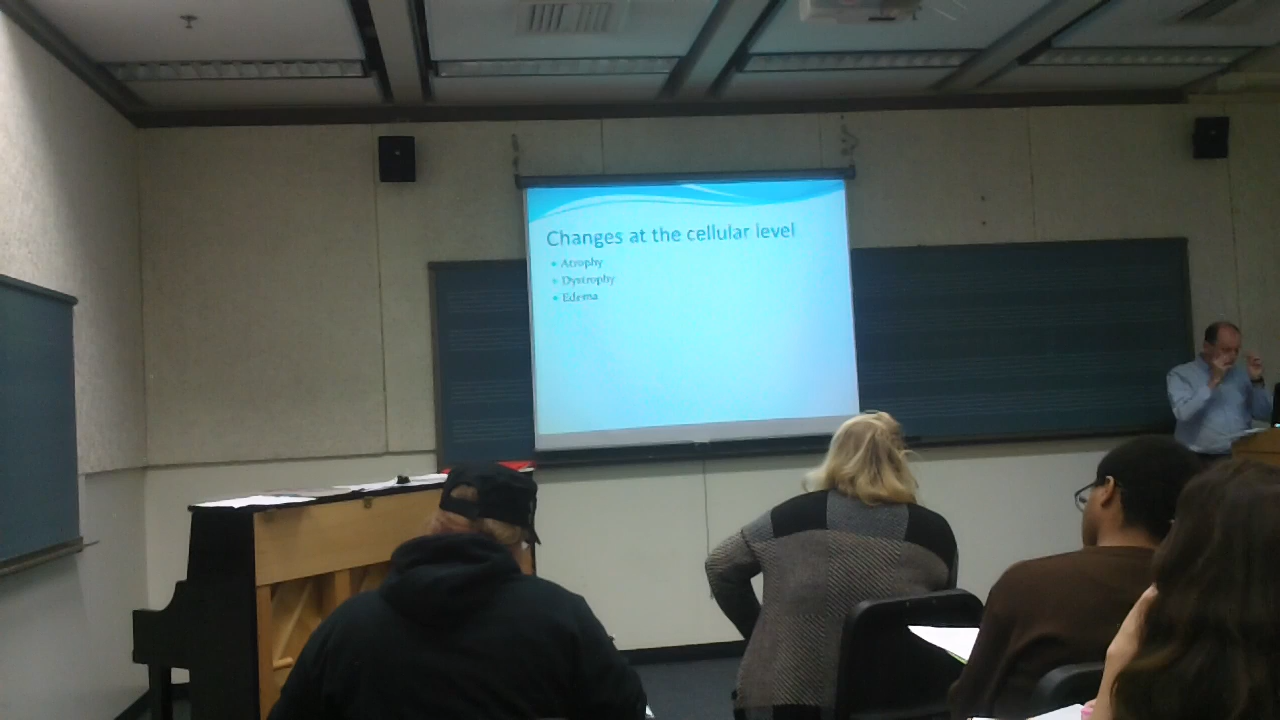 Changes at the cellular level
Atrophy
Dystrophy
Edema